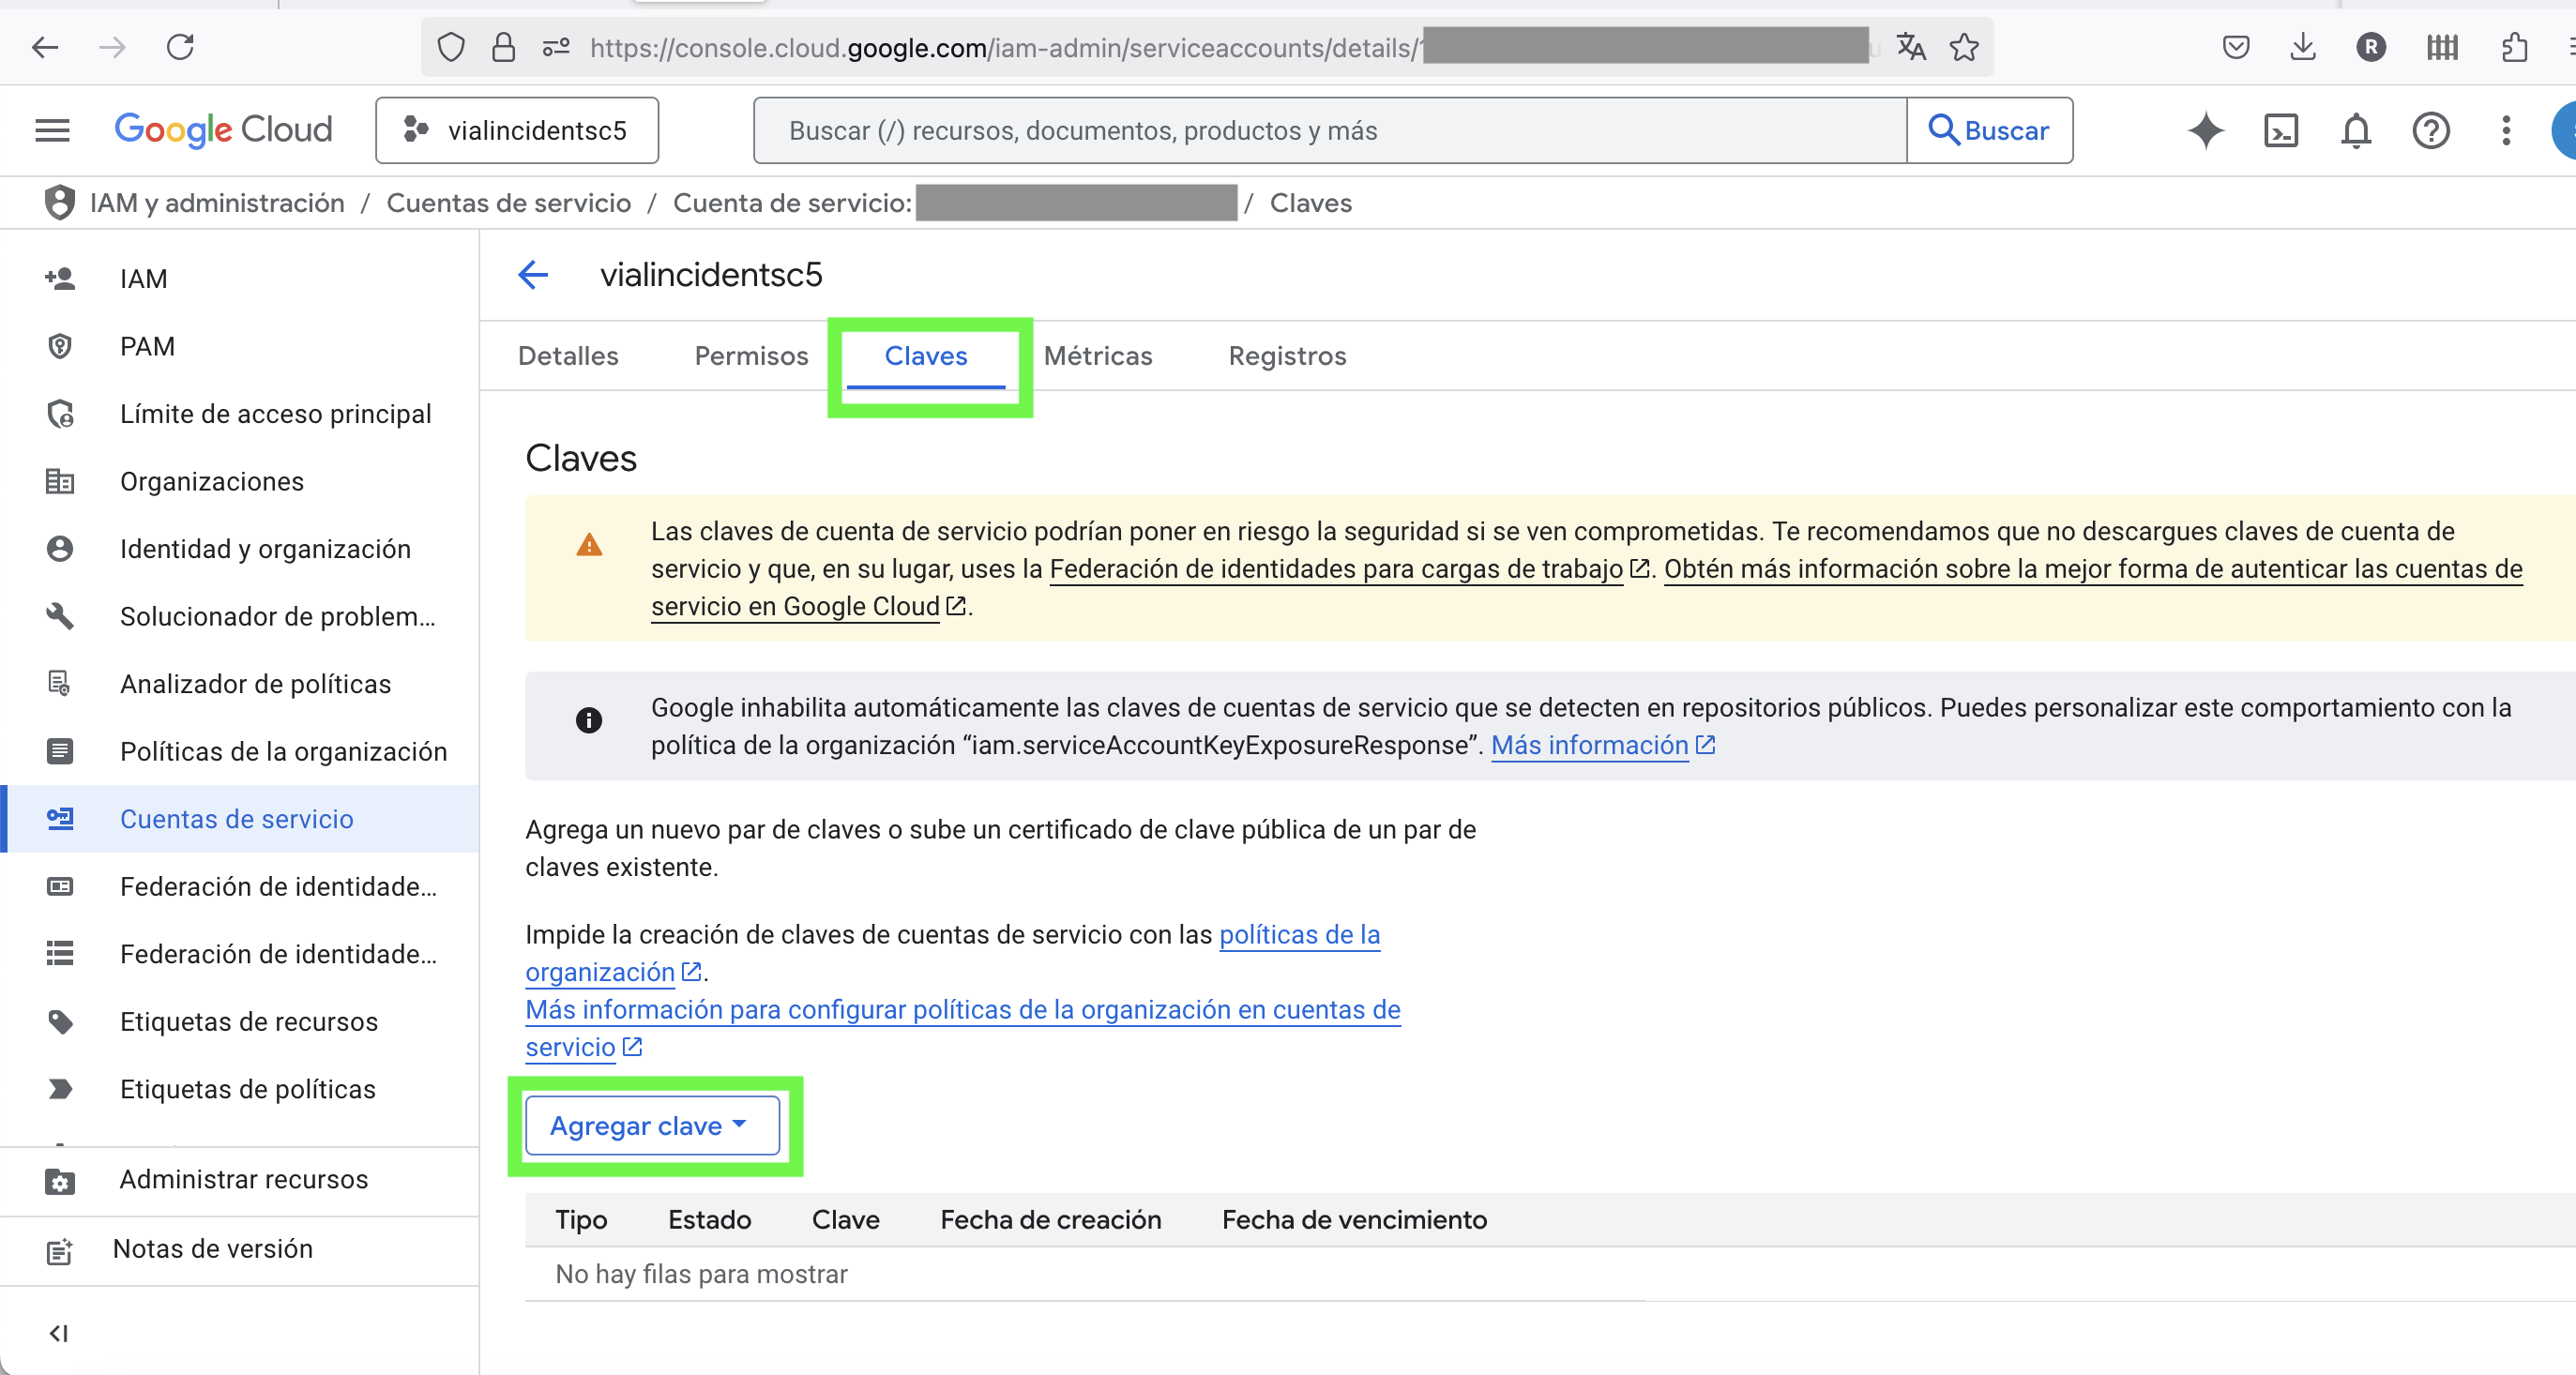 https://console.cloud.google.com/iam-admin/serviceaccounts/details/
R
Google Cloud
vialincidentsc5
Buscar (/) recursos, documentos, productos y más
Buscar
IAM y administración / Cuentas de servicio / Cuenta de servicio: / Claves
IAM
PAM
Límite de acceso principal
Organizaciones
Identidad y organización
Solucionador de problem...
Analizador de políticas
Políticas de la organización
Cuentas de servicio
Federación de identidade...
Federación de identidade...
Etiquetas de recursos
Etiquetas de políticas
Administrar recursos
Notas de versión
vialincidentsc5
Detalles Permisos Claves Métricas Registros
Claves
Las claves de cuenta de servicio podrían poner en riesgo la seguridad si se ven comprometidas. Te recomendamos que no descargues claves de cuenta de
servicio y que, en su lugar, uses la Federación de identidades para cargas de trabajo. Obtén más información sobre la mejor forma de autenticar las cuentas de
servicio en Google Cloud.
Google inhabilita automáticamente las claves de cuentas de servicio que se detecten en repositorios públicos. Puedes personalizar este comportamiento con la
política de la organización “iam.serviceAccountKeyExposureResponse”. Más información
Agrega un nuevo par de claves o sube un certificado de clave pública de un par de
claves existente.
Impide la creación de claves de cuentas de servicio con las políticas de la
organización.
Más información para configurar políticas de la organización en cuentas de
servicio
Agregar clave
Tipo Estado Clave Fecha de creación Fecha de vencimiento
No hay filas para mostrar